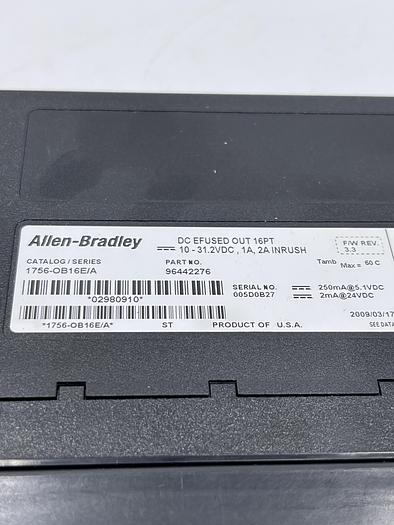 Allen-Bradley
DC EFUSED OUT 16PT
10 - 31.2VDC , 1A, 2A INRUSH
F/W REV.
3.3
CATALOG / SERIES
1756-OB16E/A
PART NO.
96442276
Tamb Max = 60 C
*02980910*
SERIAL NO.
005D0B27
250mA@5.1VDC
2mA@24VDC
*1756-OB16E/A*
ST
PRODUCT OF U.S.A.
2009/03/17
SEE DATA